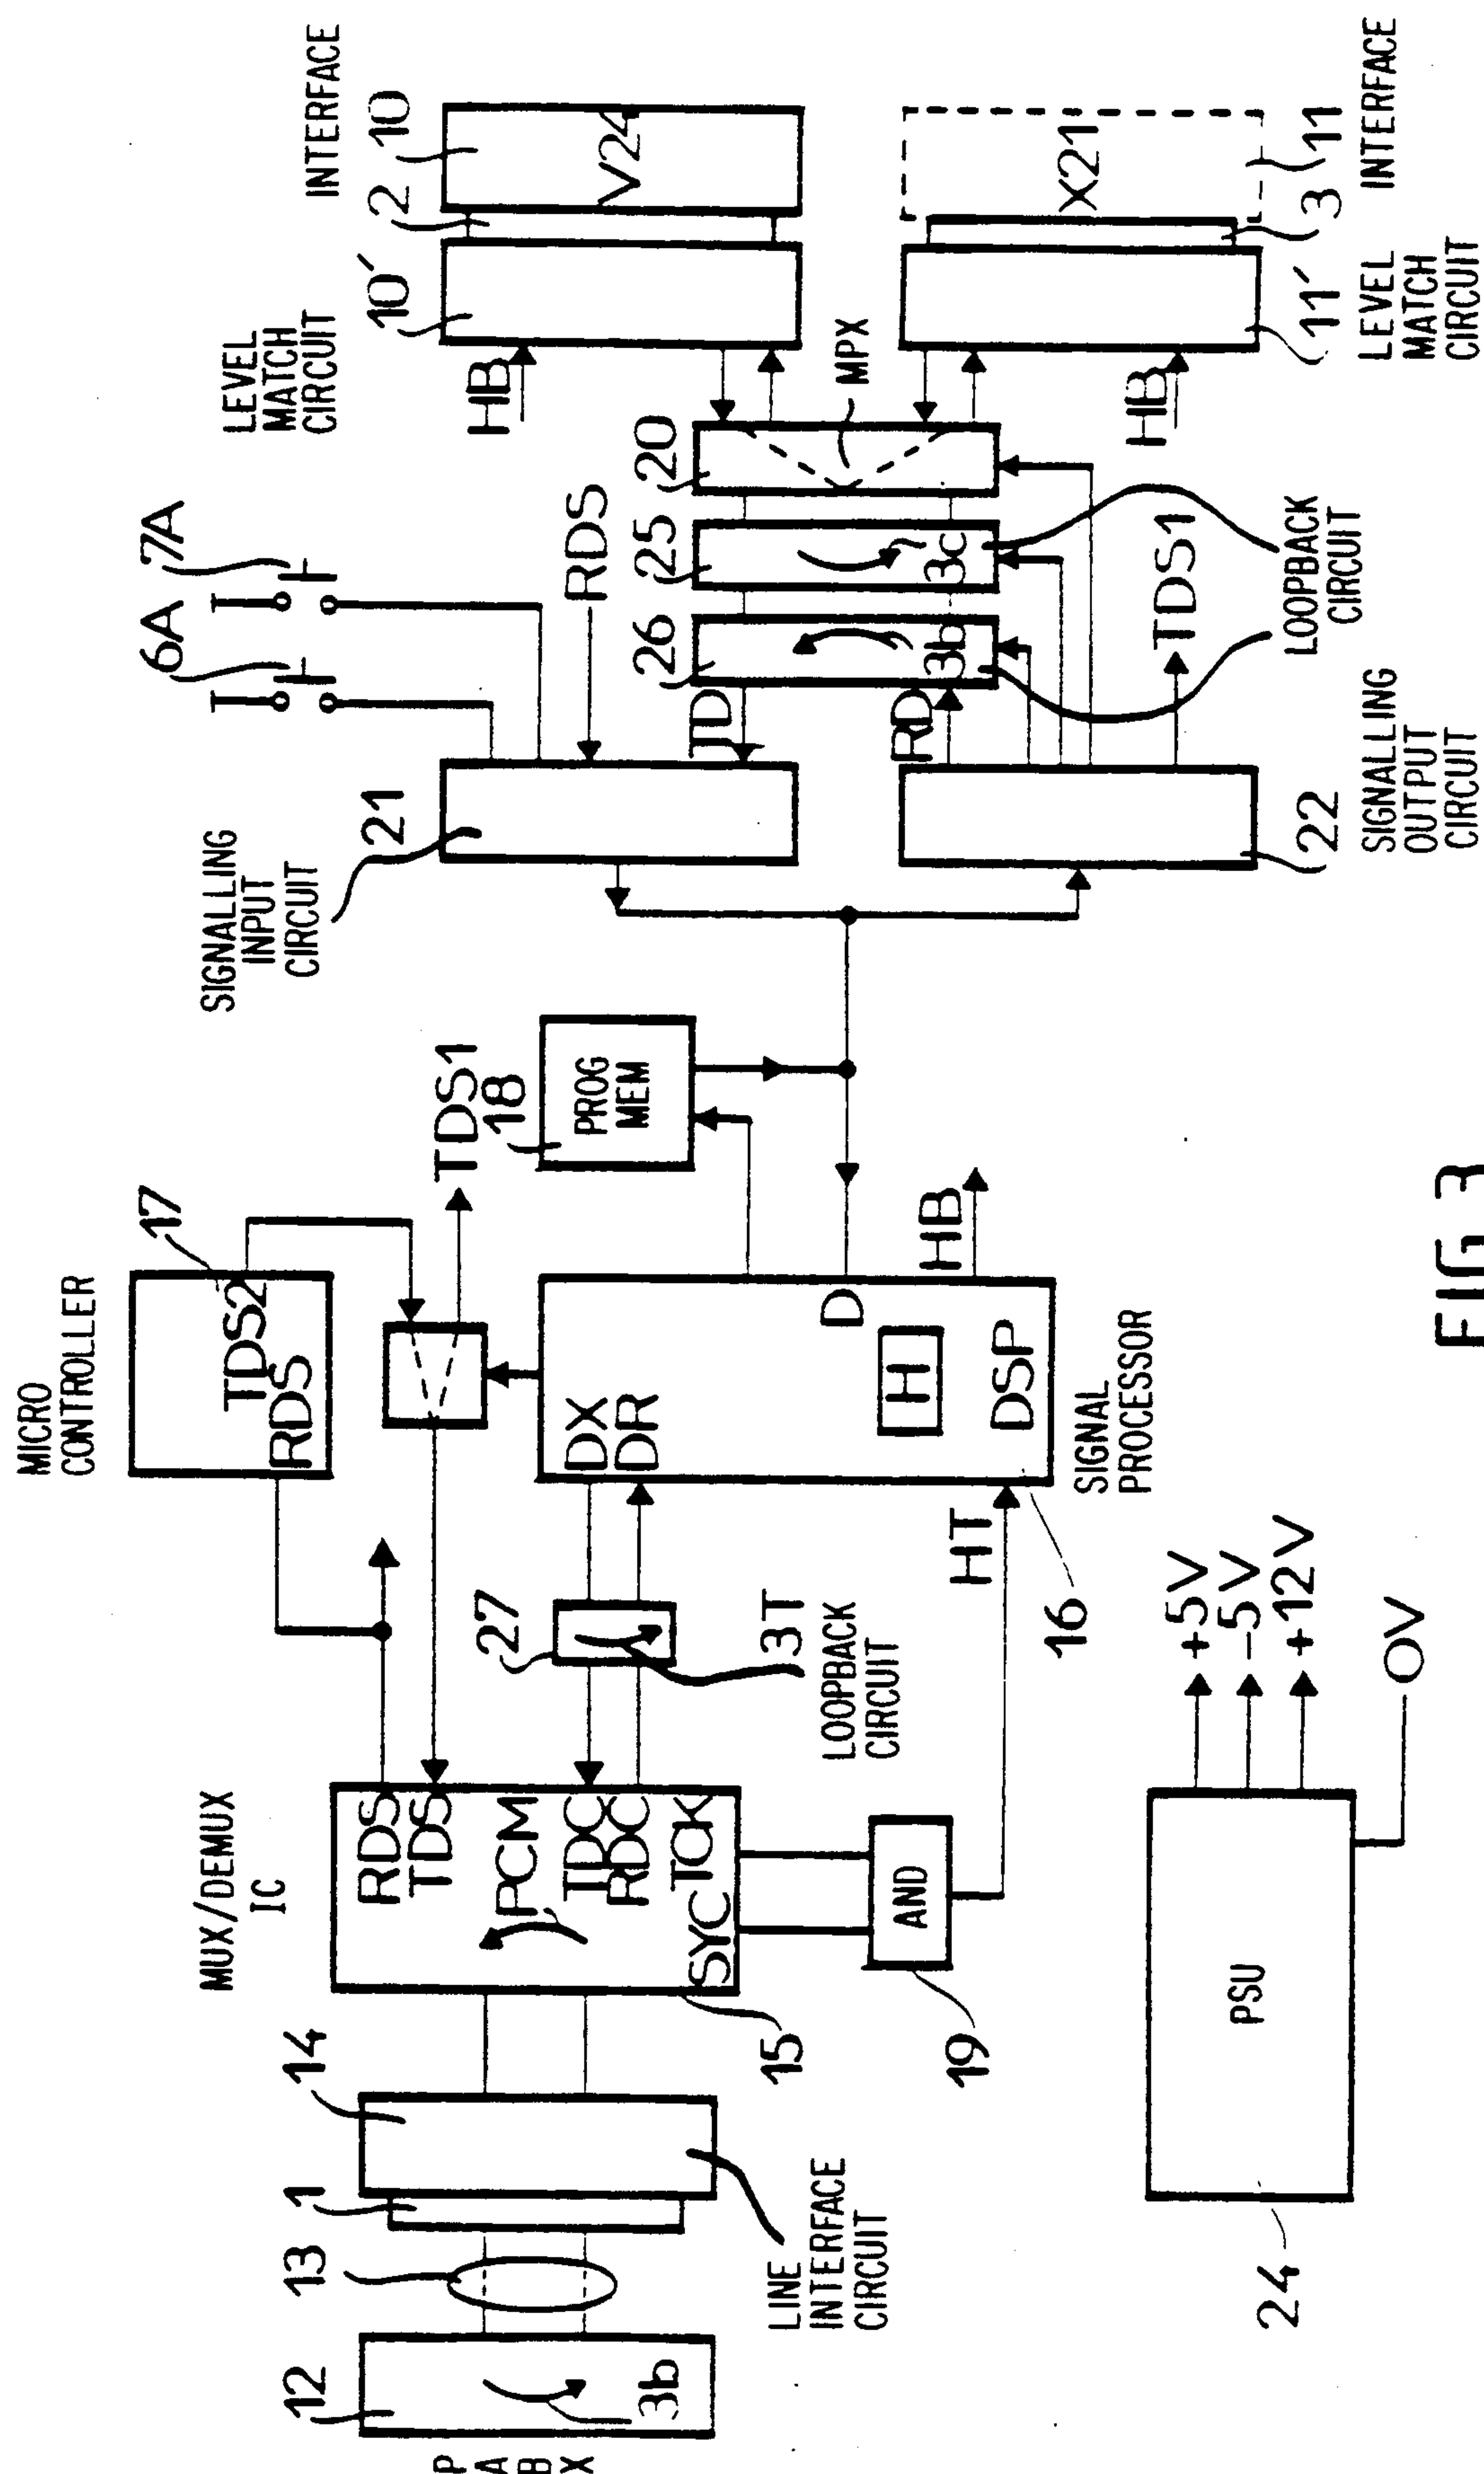 PABX
12
3b
13
1
14
LINE
INTERFACE
CIRCUIT
MUX/DEMUX
IC
RDS
TDS
PCM
TDC
RDC
TCK
SYC
15
AND
19
MICRO
CONTROLLER
17
TDS2
RDS
TDS1
27
3T
LOOPBACK
CIRCUIT
DX
DR
D
H
DSP
HT
HB
16
SIGNAL
PROCESSOR
18
PROG
MEM
SIGNALLING
INPUT
CIRCUIT
21
6A
7A
RDS
TD
RD
26
3b
25
3c
20
MPX
LOOPBACK
CIRCUIT
TDS1
22
SIGNALLING
OUTPUT
CIRCUIT
LEVEL
MATCH
CIRCUIT
HB
10′
2
10
INTERFACE
V24
HB
X21
11′
3
11
LEVEL
MATCH
CIRCUIT
INTERFACE
PSU
24
+5V
-5V
+12V
0V
FIG. 3